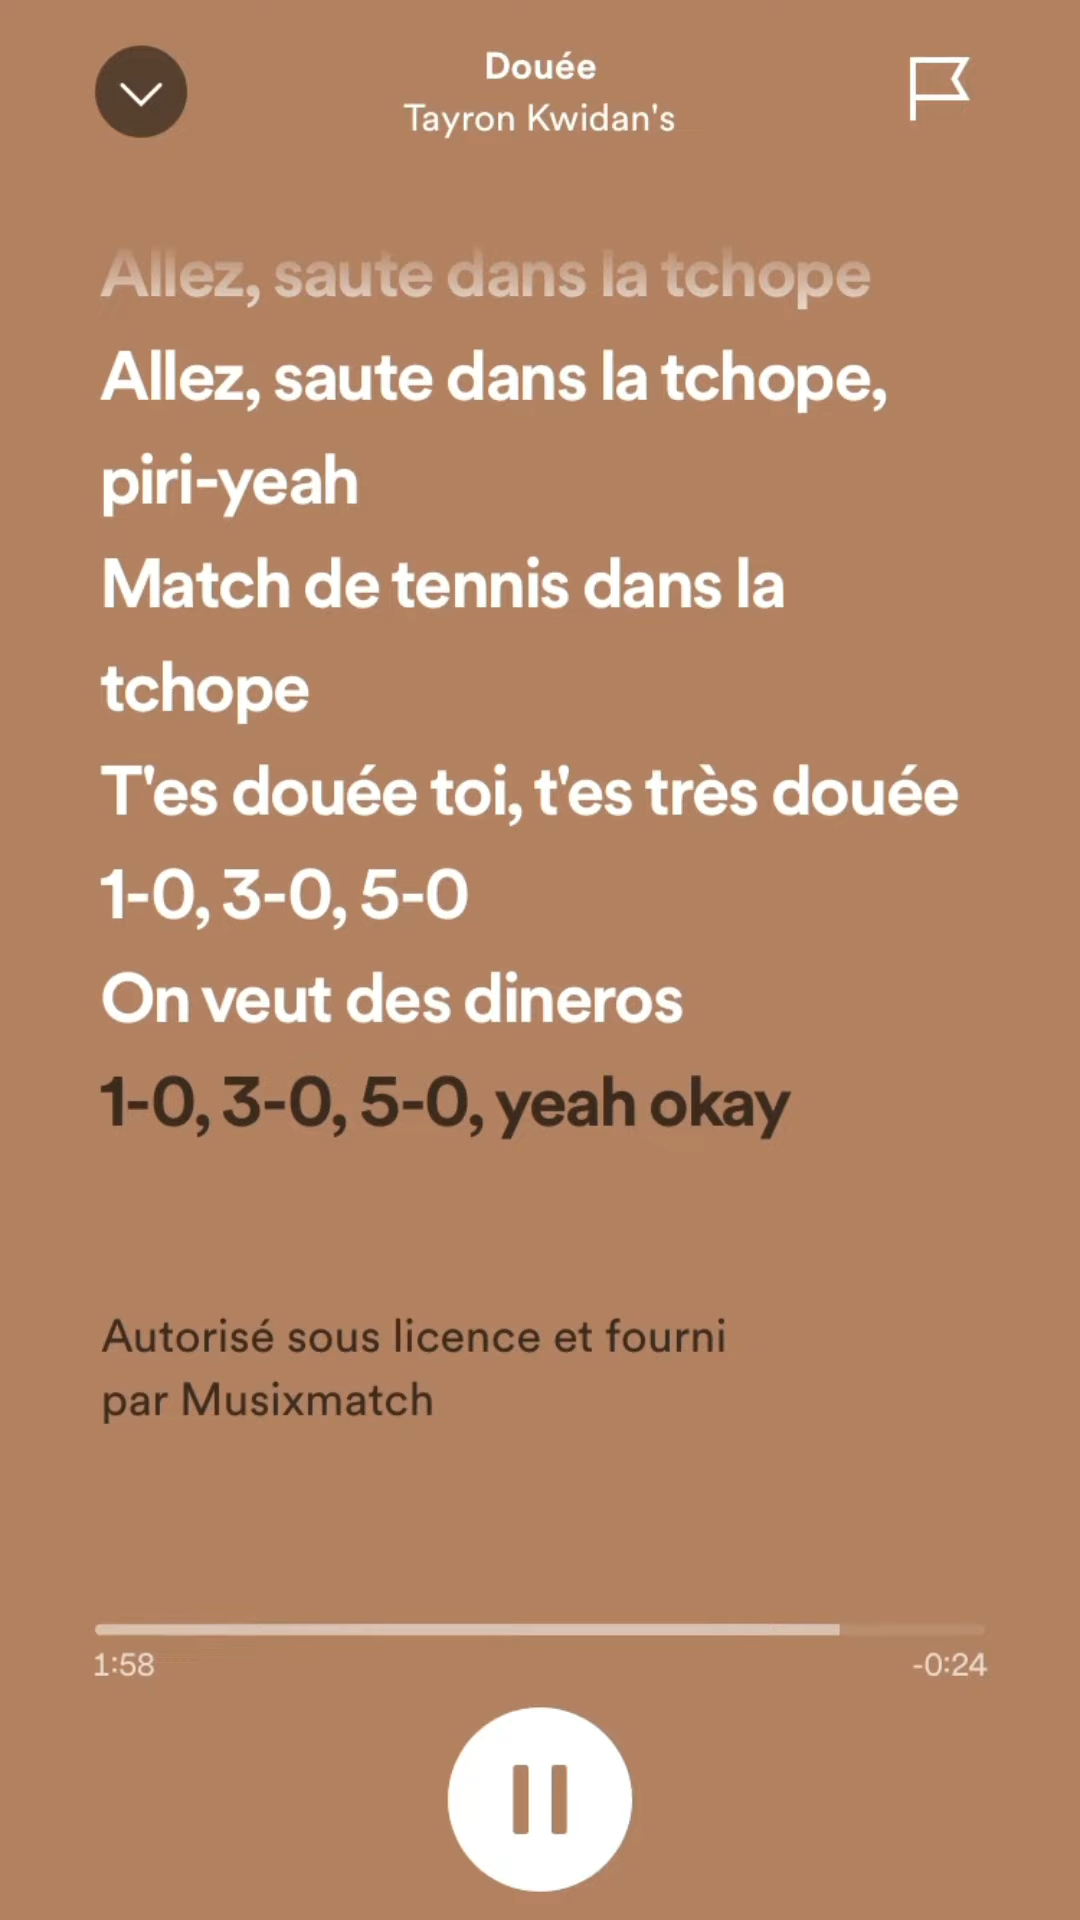 Douée
Tayron Kwidan's
Allez, saute dans la tchope
Allez, saute dans la tchope,
piri-yeah
Match de tennis dans la
tchope
T'es douée toi, t'es très douée
1-0, 3-0, 5-0
On veut des dineros
1-0, 3-0, 5-0, yeah okay
Autorisé sous licence et fourni
par Musixmatch
1:58
-0:24